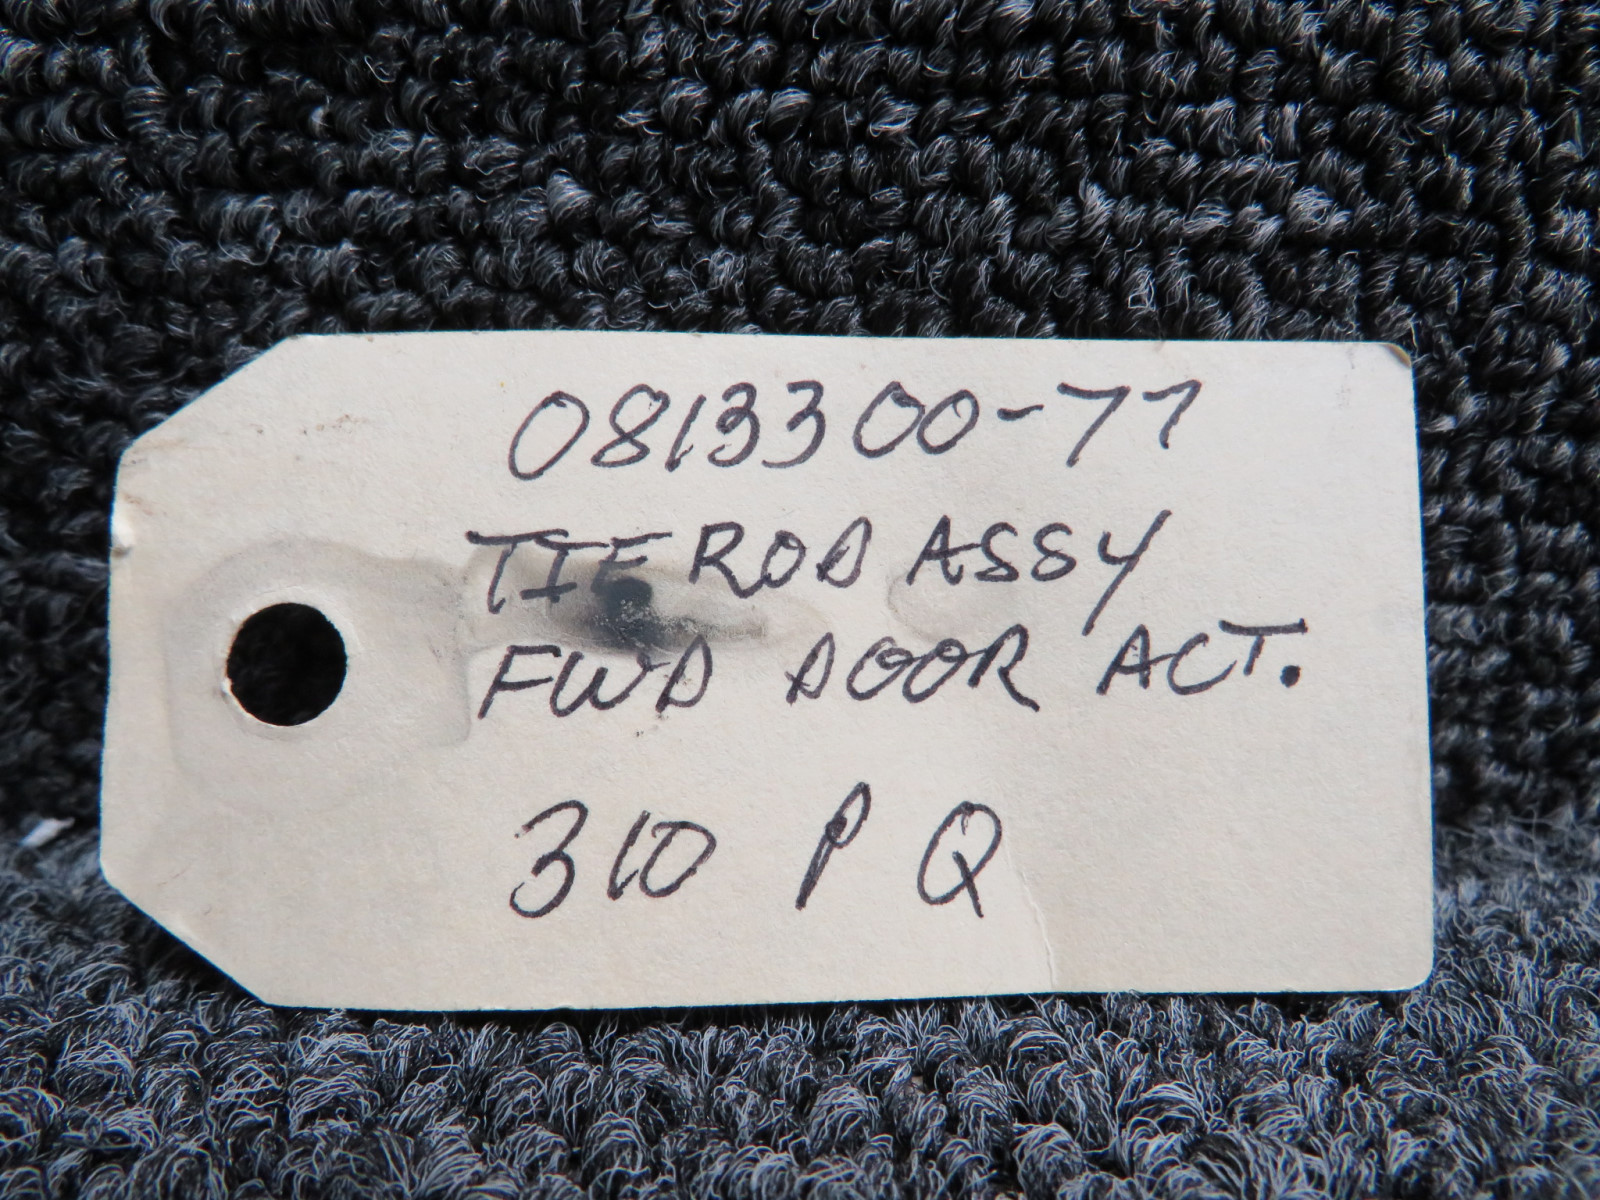 0813300-77
TIE ROD ASSY
FWD DOOR ACT.
310 P Q